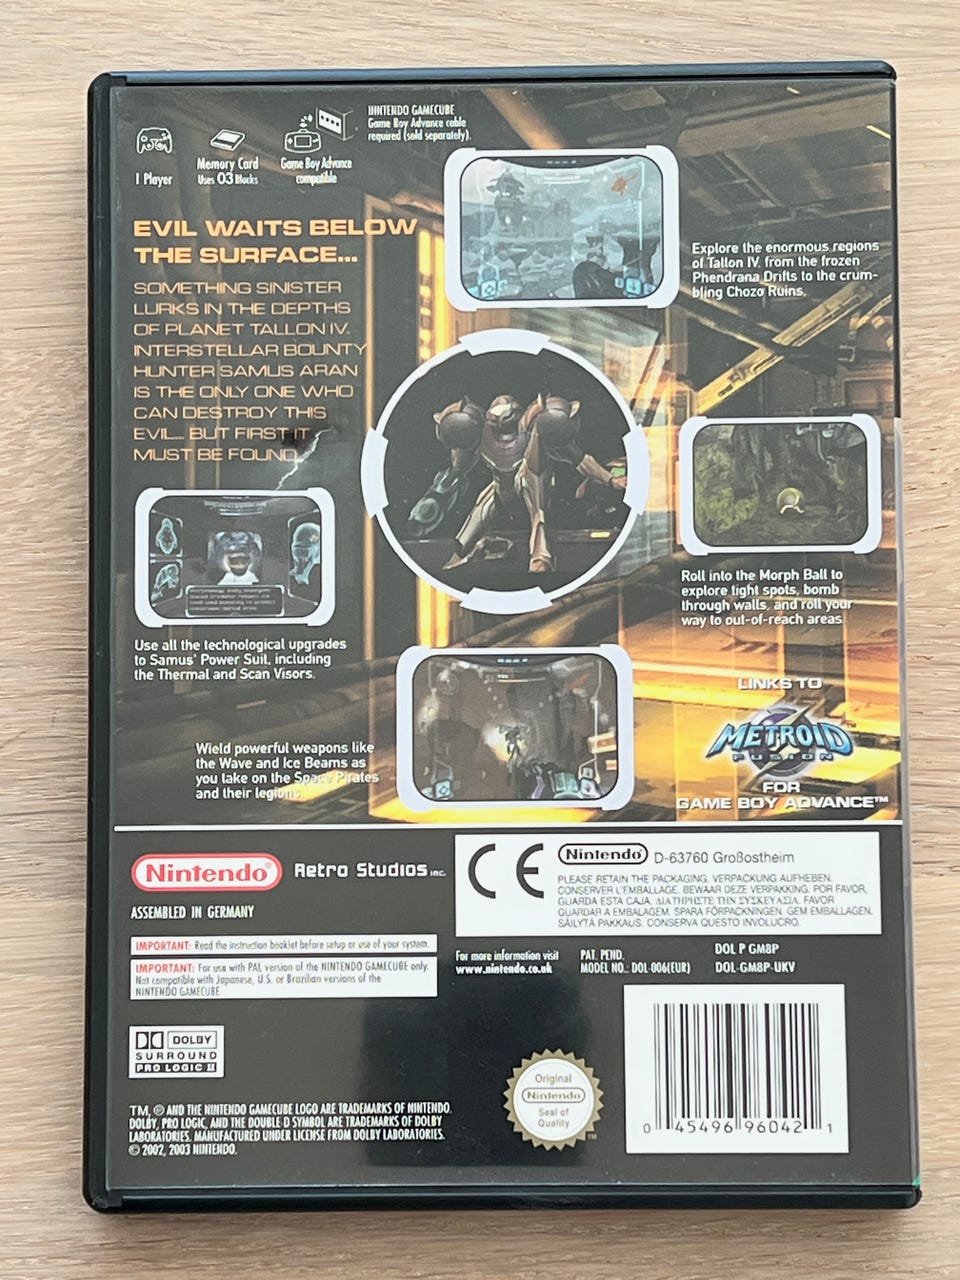 NINTENDO GAMECUBE
Game Boy Advance cable
required (sold separately).
1 Player
Memory Card
Uses 03 Blocks
Game Boy Advance
compatible
EVIL WAITS BELOW
THE SURFACE...
SOMETHING SINISTER
LURKS IN THE DEPTHS
OF PLANET TALLON IV.
INTERSTELLAR BOUNTY
HUNTER SAMUS ARAN
IS THE ONLY ONE WHO
CAN DESTROY THIS
EVIL... BUT FIRST IT
MUST BE FOUND.
Explore the enormous regions
of Tallon IV, from the frozen
Phendrana Drifts to the crum-
bling Chozo Ruins.
Roll into the Morph Ball to
explore tight spots, bomb
through walls, and roll your
way to out-of-reach areas.
Use all the technological upgrades
to Samus' Power Suit, including
the Thermal and Scan Visors.
Wield powerful weapons like
the Wave and Ice Beams as
you take on the Space Pirates
and their legions.
LINKS TO
METROID™
FUSION
FOR
GAME BOY ADVANCE™
Nintendo®
Retro Studios INC.
ASSEMBLED IN GERMANY
IMPORTANT: Read the instruction booklet before setup or use of your system.
IMPORTANT: For use with PAL version of the NINTENDO GAMECUBE only.
Not compatible with Japanese, U.S. or Brazilian versions of the
NINTENDO GAMECUBE
CE
Nintendo® D-63760 Großostheim
PLEASE RETAIN THE PACKAGING. VERPACKUNG AUFHEBEN.
CONSERVER L'EMBALLAGE. BEWAAR DEZE VERPAKKING. POR FAVOR,
GUARDA ESTA CAJA. ΔΙΑΤΗΡΗΣΤΕ ΤΗΝ ΣΥΣΚΕΥΑΣΙΑ. FAVOR
GUARDAR A EMBALAGEM. SPARA FÖRPACKNINGEN. GEM EMBALLAGEN.
SÄILYTÄ PAKKAUS. CONSERVA QUESTO INVOLUCRO.
For more information visit
www.nintendo.co.uk
PAT. PEND.
MODEL NO.: DOL-006(EUR)
DOL P GM8P
DOL-GM8P-UKV
DOLBY
SURROUND
PRO LOGIC II
Original
Nintendo
Seal of
Quality
™
0 45496 96042 1
TM, ® AND THE NINTENDO GAMECUBE LOGO ARE TRADEMARKS OF NINTENDO.
DOLBY, PRO LOGIC, AND THE DOUBLE-D SYMBOL ARE TRADEMARKS OF DOLBY
LABORATORIES. MANUFACTURED UNDER LICENSE FROM DOLBY LABORATORIES.
© 2002, 2003 NINTENDO.